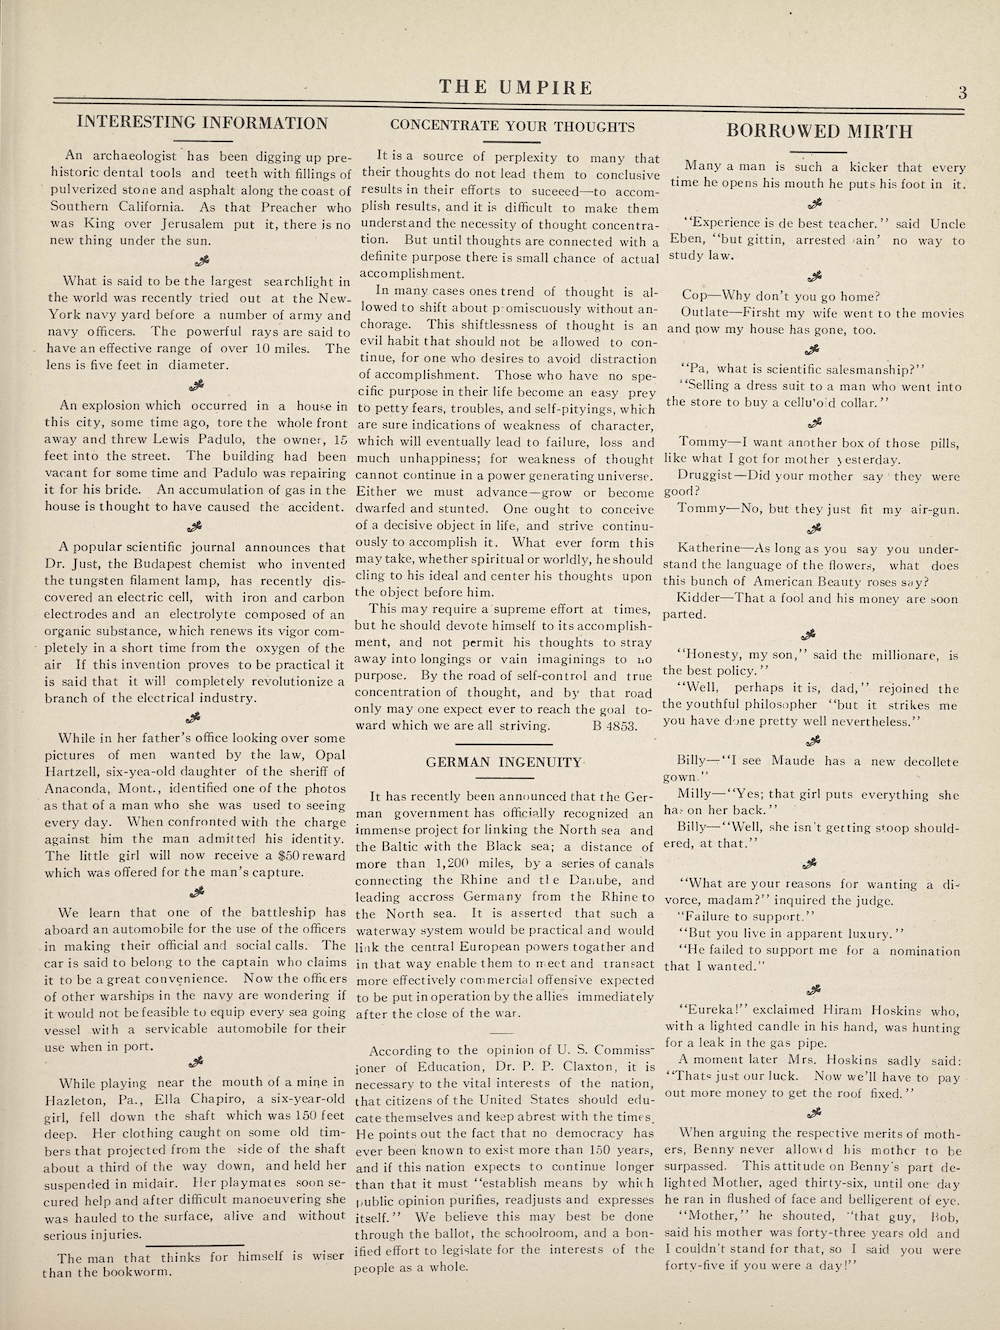 THE UMPIRE
3
INTERESTING INFORMATION
An archaeologist has been digging up pre-
historic dental tools and teeth with fillings of
pulverized stone and asphalt along the coast of
Southern California. As that Preacher who
was King over Jerusalem put it, there is no
new thing under the sun.
What is said to be the largest searchlight in
the world was recently tried out at the New-
York navy yard before a number of army and
navy officers. The powerful rays are said to
have an effective range of over 10 miles. The
lens is five feet in diameter.
An explosion which occurred in a house in
this city, some time ago, tore the whole front
away and threw Lewis Padulo, the owner, 15
feet into the street. The building had been
vacant for some time and Padulo was repairing
it for his bride. An accumulation of gas in the
house is thought to have caused the accident.
A popular scientific journal announces that
Dr. Just, the Budapest chemist who invented
the tungsten filament lamp, has recently dis-
covered an electric cell, with iron and carbon
electrodes and an electrolyte composed of an
organic substance, which renews its vigor com-
pletely in a short time from the oxygen of the
air If this invention proves to be practical it
is said that it will completely revolutionize a
branch of the electrical industry.
While in her father's office looking over some
pictures of men wanted by the law, Opal
Hartzell, six-yea-old daughter of the sheriff of
Anaconda, Mont., identified one of the photos
as that of a man who she was used to seeing
every day. When confronted with the charge
against him the man admitted his identity.
The little girl will now receive a $50 reward
which was offered for the man's capture.
We learn that one of the battleship has
aboard an automobile for the use of the officers
in making their official and social calls. The
car is said to belong to the captain who claims
it to be a great convenience. Now the officers
of other warships in the navy are wondering if
it would not be feasible to equip every sea going
vessel with a servicable automobile for their
use when in port.
While playing near the mouth of a mine in
Hazleton, Pa., Ella Chapiro, a six-year-old
girl, fell down the shaft which was 150 feet
deep. Her clothing caught on some old tim-
bers that projected from the side of the shaft
about a third of the way down, and held her
suspended in midair. Her playmates soon se-
cured help and after difficult manoeuvering she
was hauled to the surface, alive and without
serious injuries.
The man that thinks for himself is wiser
than the bookworm.
CONCENTRATE YOUR THOUGHTS
It is a source of perplexity to many that
their thoughts do not lead them to conclusive
results in their efforts to suceeed—to accom-
plish results, and it is difficult to make them
understand the necessity of thought concentra-
tion. But until thoughts are connected with a
definite purpose there is small chance of actual
accomplishment.
In many cases ones trend of thought is al-
lowed to shift about promiscuously without an-
chorage. This shiftlessness of thought is an
evil habit that should not be allowed to con-
tinue, for one who desires to avoid distraction
of accomplishment. Those who have no spe-
cific purpose in their life become an easy prey
to petty fears, troubles, and self-pityings, which
are sure indications of weakness of character,
which will eventually lead to failure, loss and
much unhappiness; for weakness of thought
cannot continue in a power generating universe.
Either we must advance—grow or become
dwarfed and stunted. One ought to conceive
of a decisive object in life, and strive continu-
ously to accomplish it. What ever form this
may take, whether spiritual or worldly, he should
cling to his ideal and center his thoughts upon
the object before him.
This may require a supreme effort at times,
but he should devote himself to its accomplish-
ment, and not permit his thoughts to stray
away into longings or vain imaginings to no
purpose. By the road of self-control and true
concentration of thought, and by that road
only may one expect ever to reach the goal to-
ward which we are all striving. B 4853.
GERMAN INGENUITY
It has recently been announced that the Ger-
man government has officially recognized an
immense project for linking the North sea and
the Baltic with the Black sea; a distance of
more than 1,200 miles, by a series of canals
connecting the Rhine and the Danube, and
leading accross Germany from the Rhine to
the North sea. It is asserted that such a
waterway system would be practical and would
link the central European powers togather and
in that way enable them to meet and transact
more effectively commercial offensive expected
to be put in operation by the allies immediately
after the close of the war.
According to the opinion of U. S. Commiss-
ioner of Education, Dr. P. P. Claxton, it is
necessary to the vital interests of the nation,
that citizens of the United States should edu-
cate themselves and keep abrest with the times.
He points out the fact that no democracy has
ever been known to exist more than 150 years,
and if this nation expects to continue longer
than that it must "establish means by which
public opinion purifies, readjusts and expresses
itself." We believe this may best be done
through the ballot, the schoolroom, and a bon-
ified effort to legislate for the interests of the
people as a whole.
BORROWED MIRTH
Many a man is such a kicker that every
time he opens his mouth he puts his foot in it.
"Experience is de best teacher." said Uncle
Eben, "but gittin, arrested ain' no way to
study law.
Cop—Why don't you go home?
Outlate—Firsht my wife went to the movies
and now my house has gone, too.
"Pa, what is scientific salesmanship?"
"Selling a dress suit to a man who went into
the store to buy a celluloid collar."
Tommy—I want another box of those pills,
like what I got for mother yesterday.
Druggist—Did your mother say they were
good?
Tommy—No, but they just fit my air-gun.
Katherine—As long as you say you under-
stand the language of the flowers, what does
this bunch of American Beauty roses say?
Kidder—That a fool and his money are soon
parted.
"Honesty, my son," said the millionare, is
the best policy."
"Well, perhaps it is, dad," rejoined the
the youthful philosopher "but it strikes me
you have done pretty well nevertheless."
Billy—"I see Maude has a new decollete
gown."
Milly—"Yes; that girl puts everything she
has on her back."
Billy—"Well, she isn't getting stoop should-
ered, at that."
"What are your reasons for wanting a di-
vorce, madam?" inquired the judge.
"Failure to support."
"But you live in apparent luxury."
"He failed to support me for a nomination
that I wanted."
"Eureka!" exclaimed Hiram Hoskins who,
with a lighted candle in his hand, was hunting
for a leak in the gas pipe.
A moment later Mrs. Hoskins sadly said:
"Thats just our luck. Now we'll have to pay
out more money to get the roof fixed."
When arguing the respective merits of moth-
ers, Benny never allowed his mother to be
surpassed. This attitude on Benny's part de-
lighted Mother, aged thirty-six, until one day
he ran in flushed of face and belligerent of eye.
"Mother," he shouted, "that guy, Bob,
said his mother was forty-three years old and
I couldn't stand for that, so I said you were
forty-five if you were a day!"